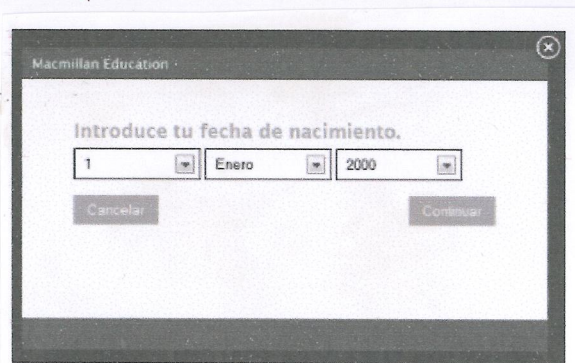 Macmillan Education
Introduce tu fecha de nacimiento.
1 Enero 2000
Cancelar Continuar